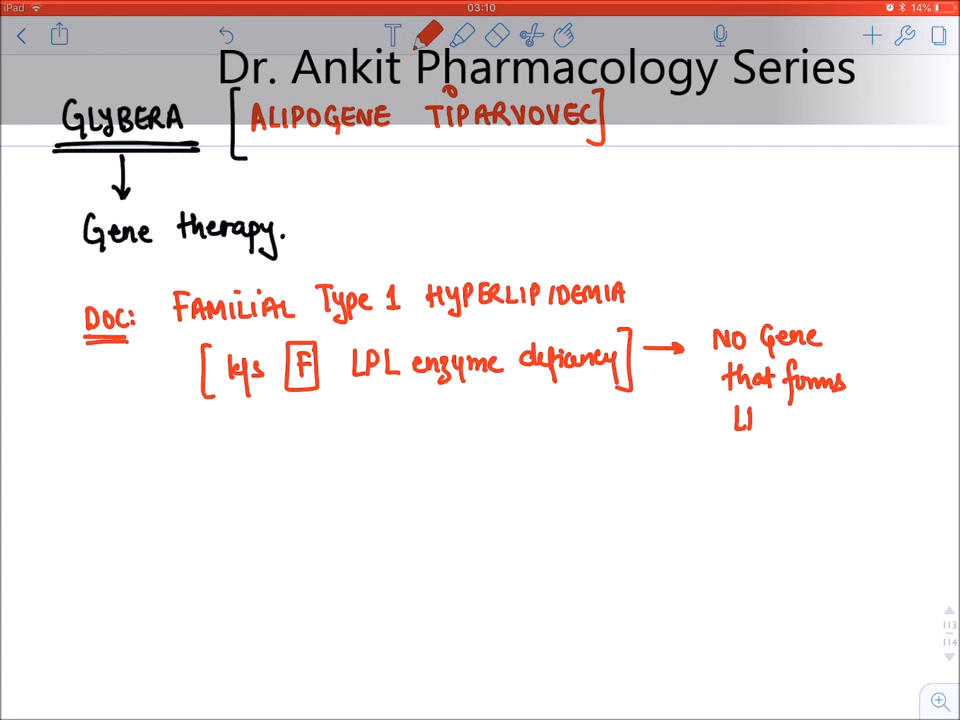 iPad 03:10 14%
T
Dr. Ankit Pharmacology Series
GLYBERA [ALIPOGENE TIPARVOVEC]
Gene therapy.
DOC: FAMILIAL Type 1 HYPERLIPIDEMIA
[k/s F LPL enzyme deficiency] → NO Gene
that forms
LI
113
114